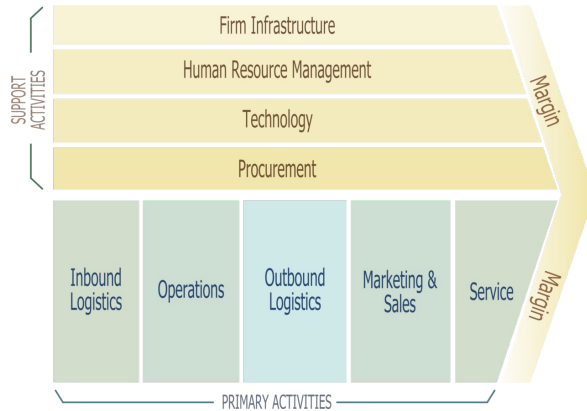 Firm Infrastructure
Human Resource Management
Technology
Procurement
SUPPORT
ACTIVITIES
Margin
Inbound
Logistics
Operations
Outbound
Logistics
Marketing &
Sales
Service
Margin
PRIMARY ACTIVITIES